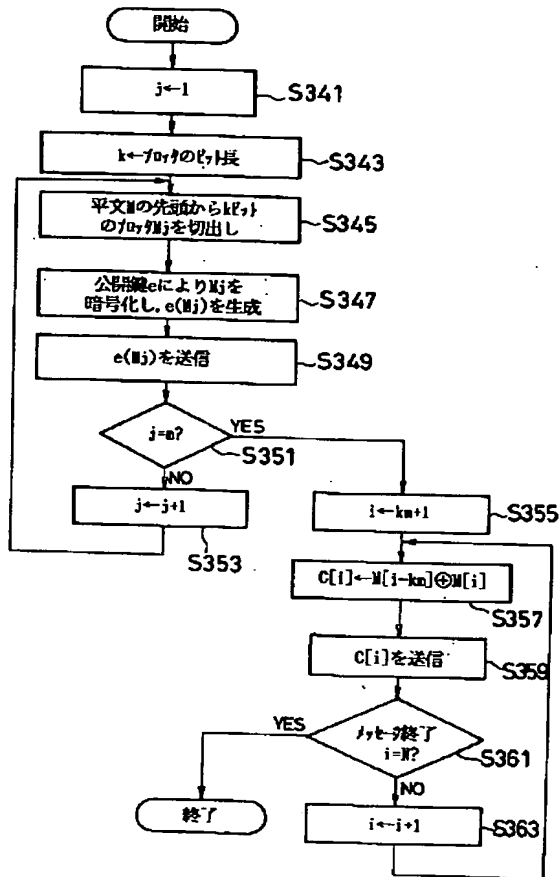 開始
j←1
S341
k←ブロックのビット長
S343
平文Mの先頭からkビット
のブロックMjを切出し
S345
公開鍵eによりMjを
暗号化し,e(Mj)を生成
S347
e(Mj)を送信
S349
j=m?
YES
S351
NO
j←j+1
S353
i←km+1
S355
C[i]←M[i-km]⊕M[i]
S357
C[i]を送信
S359
メッセージ終了
i=N?
YES
S361
NO
終了
i←i+1
S363